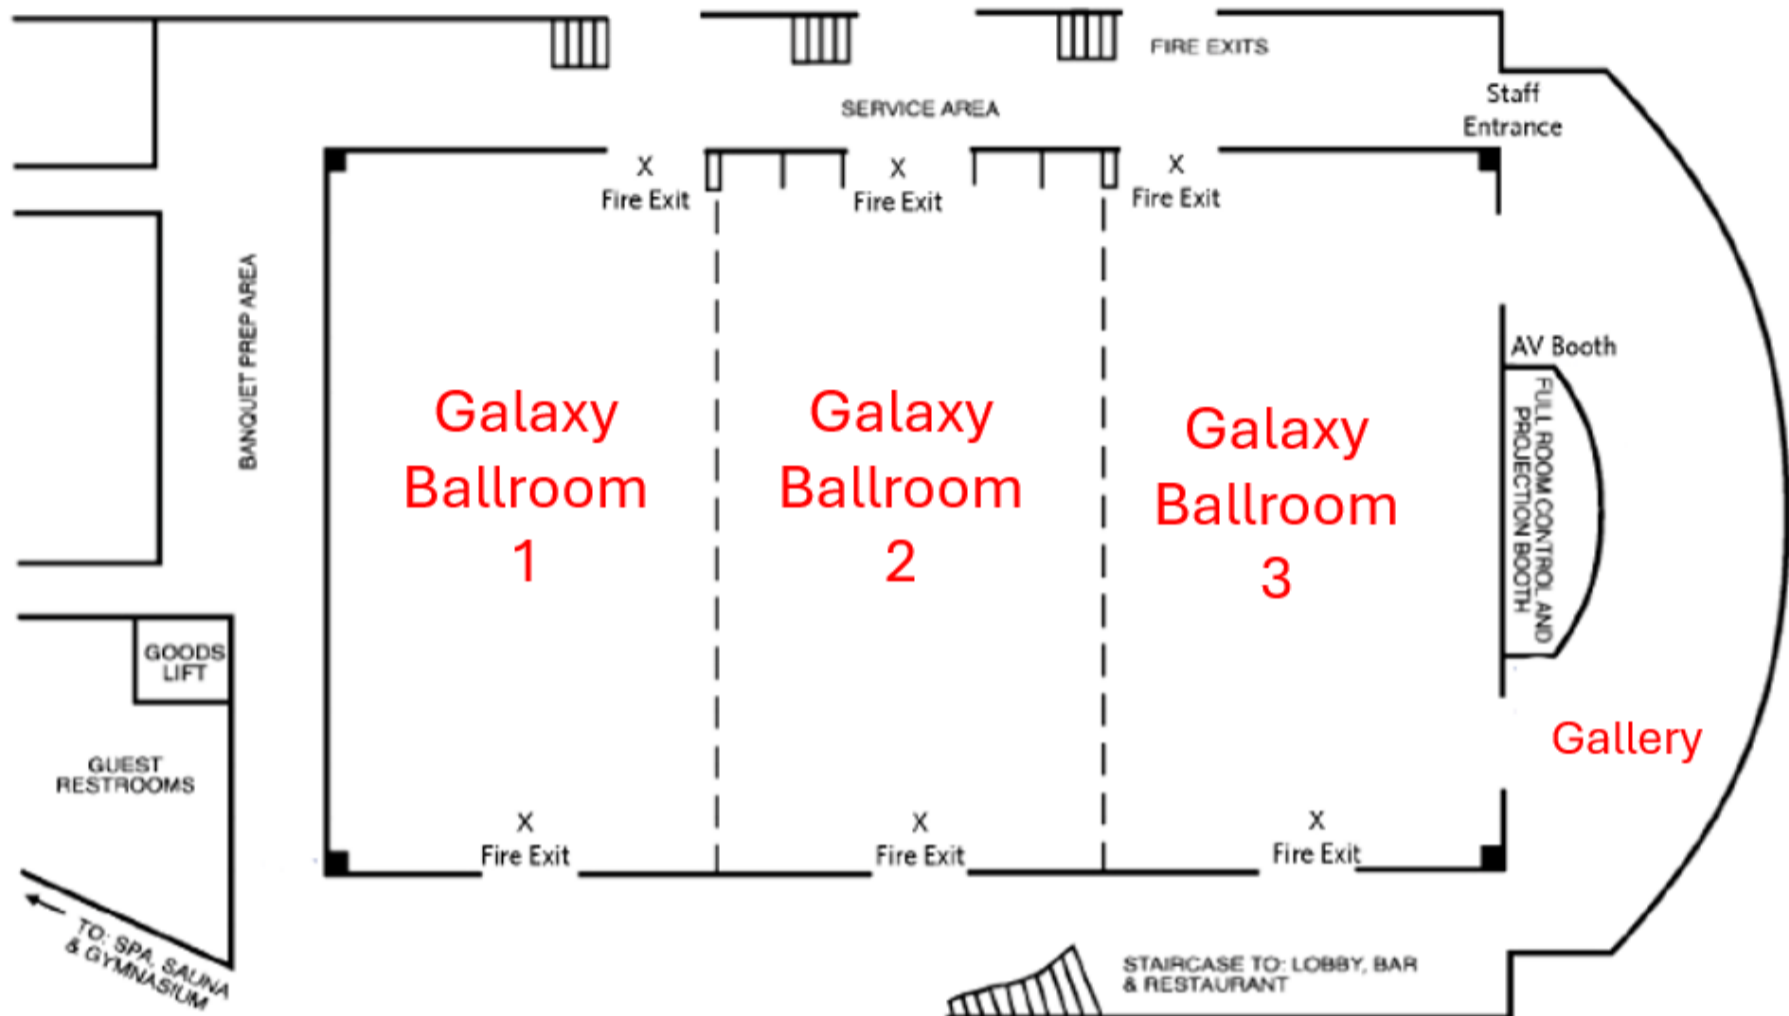 FIRE EXITS
Staff
Entrance
SERVICE AREA
X
Fire Exit
X
Fire Exit
X
Fire Exit
BANQUET PREP AREA
AV Booth
FULL ROOM CONTROL AND
PROJECTION BOOTH
Galaxy
Ballroom
1
Galaxy
Ballroom
2
Galaxy
Ballroom
3
GOODS
LIFT
GUEST
RESTROOMS
Gallery
X
Fire Exit
X
Fire Exit
X
Fire Exit
TO: SPA, SAUNA
& GYMNASIUM
STAIRCASE TO: LOBBY, BAR
& RESTAURANT